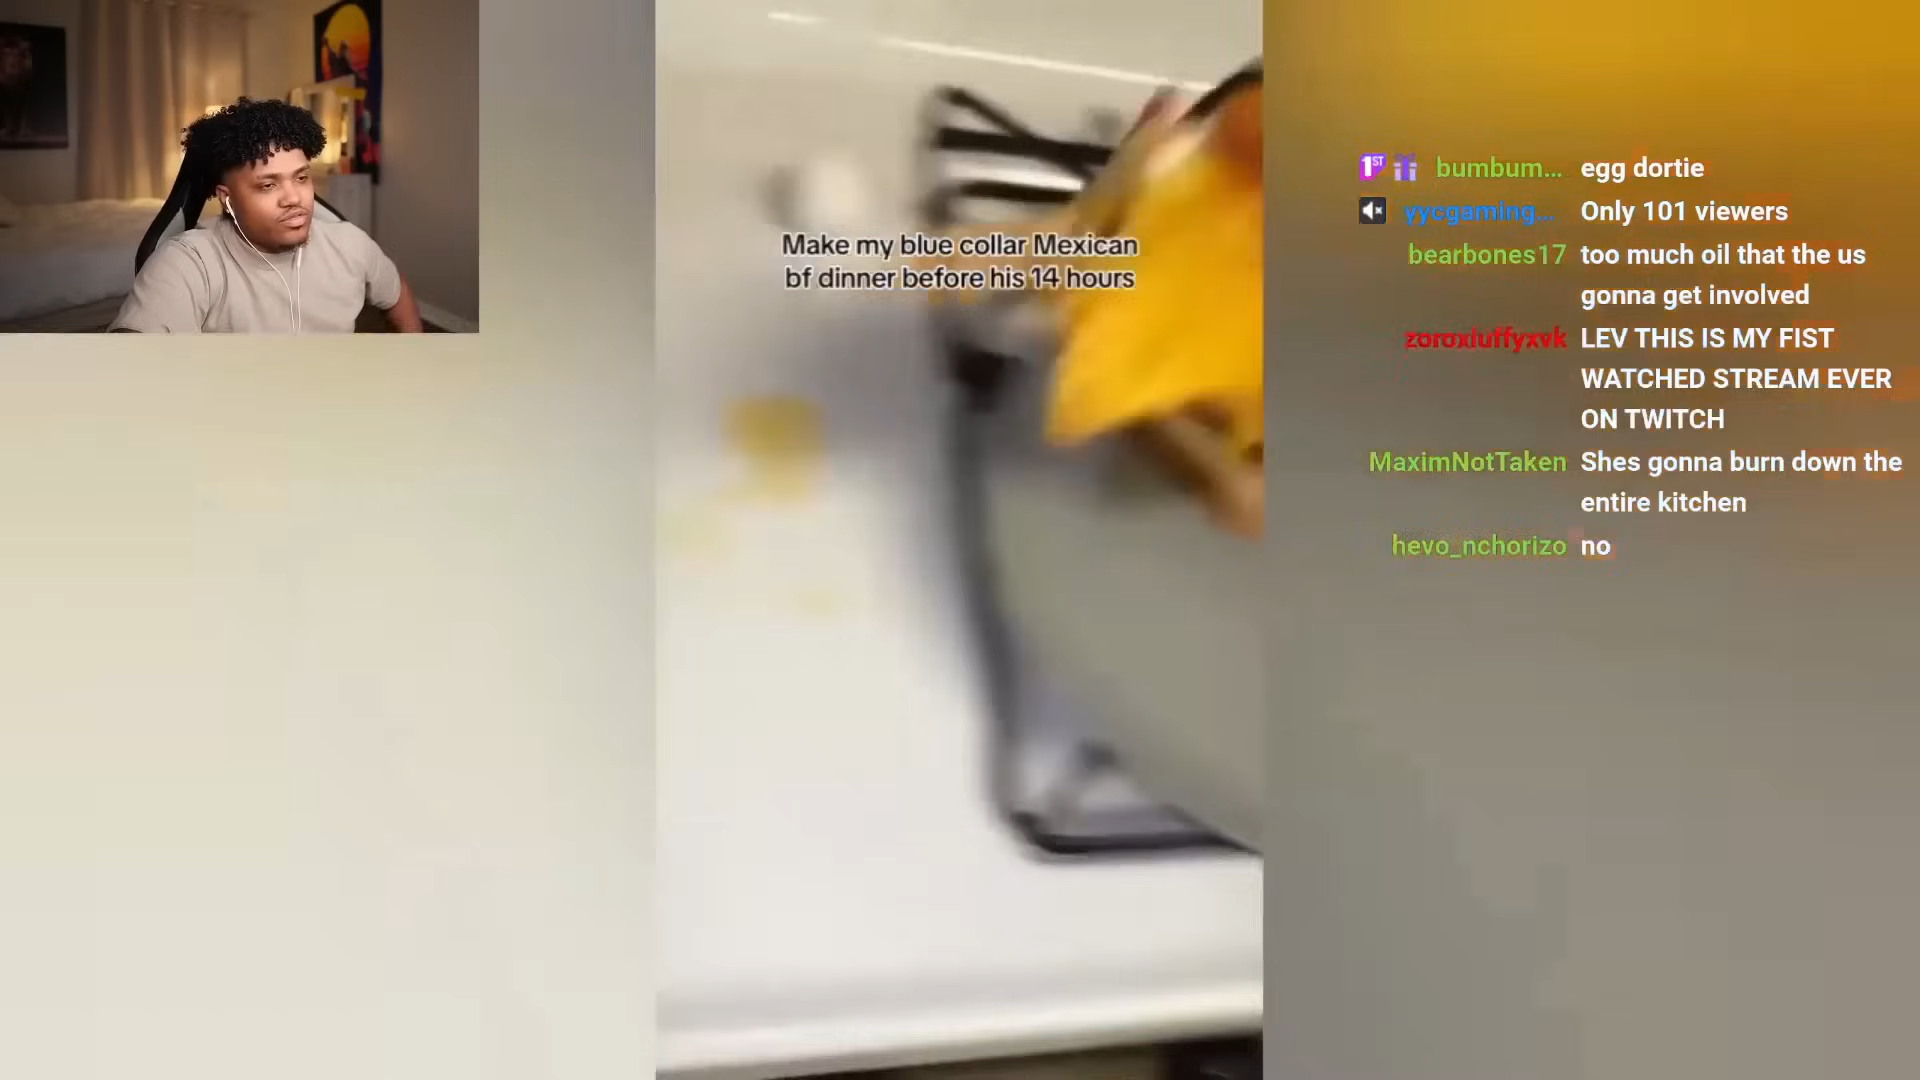 Make my blue collar Mexican
bf dinner before his 14 hours
1ST bumbum... egg dortie
yycgaming... Only 101 viewers
bearbones17 too much oil that the us
gonna get involved
zoroxluffyxvk LEV THIS IS MY FIST
WATCHED STREAM EVER
ON TWITCH
MaximNotTaken Shes gonna burn down the
entire kitchen
hevo_nchorizo no